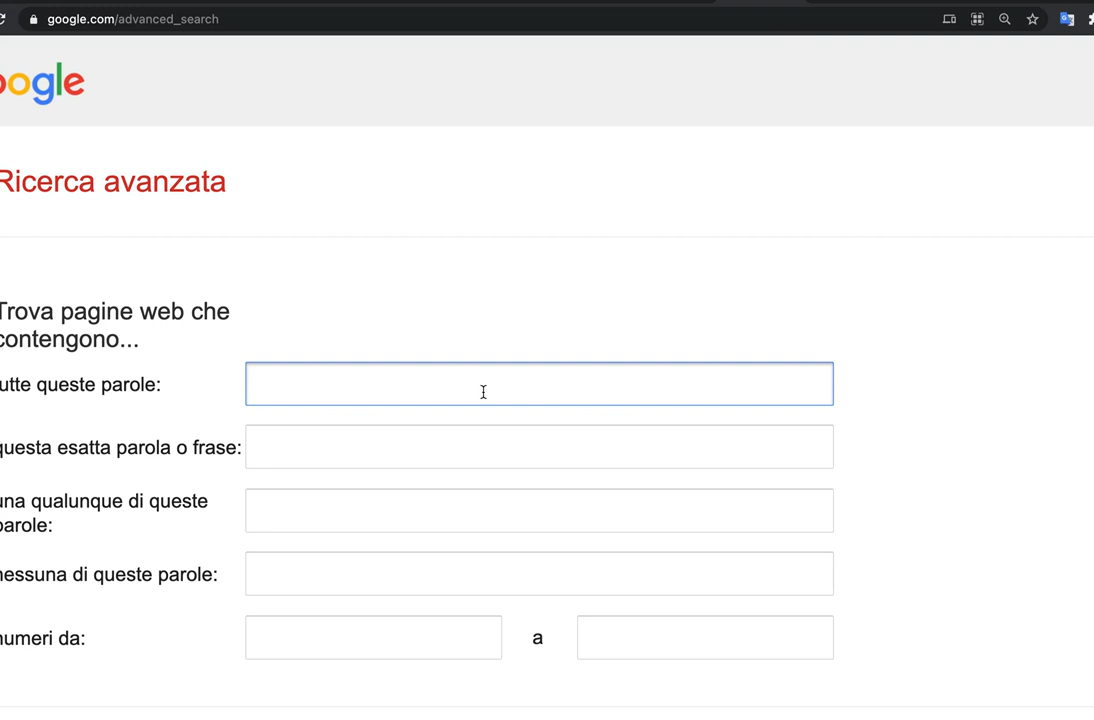 google.com/advanced_search
oogle
Ricerca avanzata
Trova pagine web che
contengono...
utte queste parole:
questa esatta parola o frase:
una qualunque di queste
parole:
nessuna di queste parole:
numeri da:
a